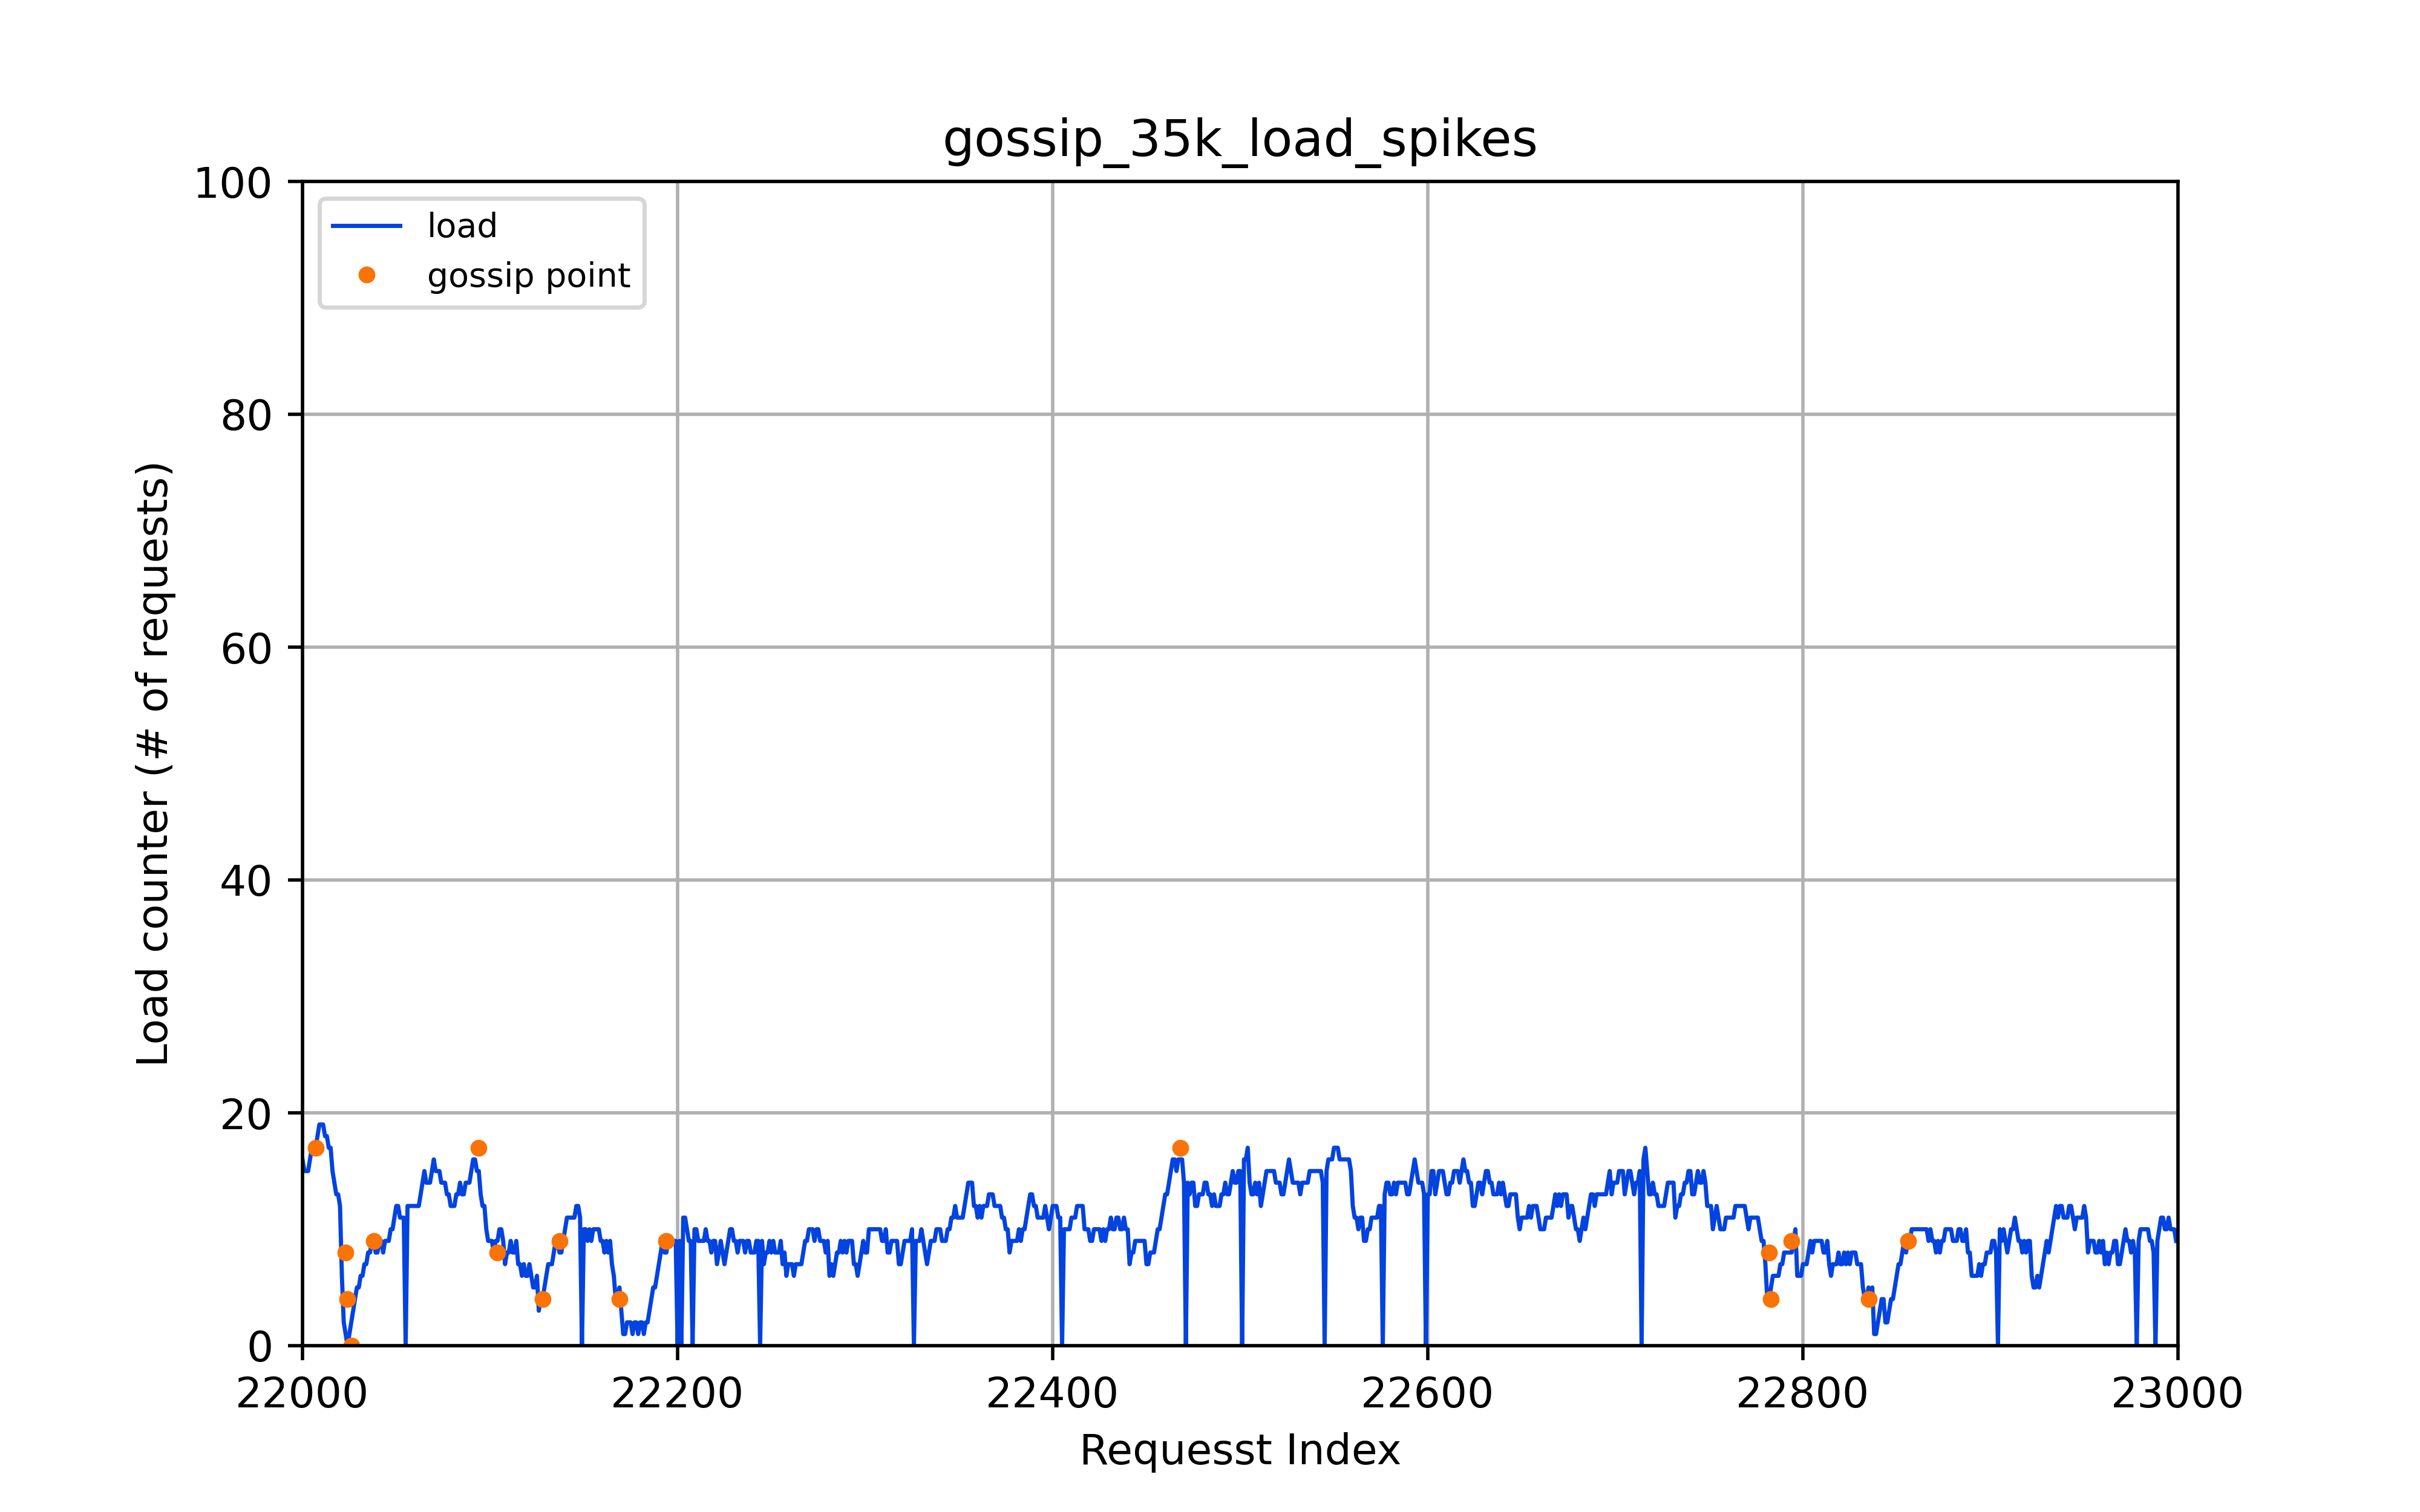 gossip_35k_load_spikes
load
gossip point
100
80
60
40
20
0
Load counter (# of requests)
22000 22200 22400 22600 22800 23000
Requesst Index